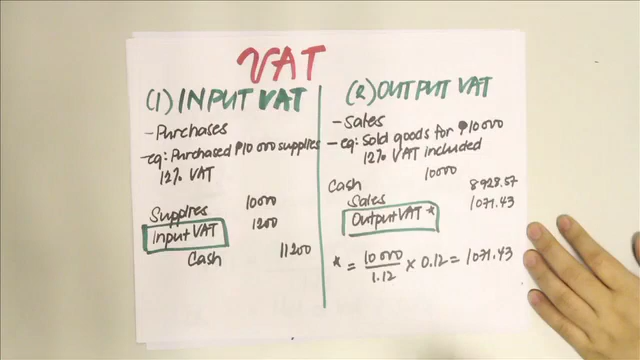 VAT
(1) INPUT VAT
- Purchases
- eg: Purchased ₱10 000 supplies
12% VAT
Supplies 10000
Input VAT 1200
Cash 11200
(2) OUTPUT VAT
- Sales
- eg: Sold goods for ₱10000
12% VAT included
Cash 10000
Sales 8928.57
Output VAT * 1071.43
* = 10 000 / 1.12 × 0.12 = 1071.43